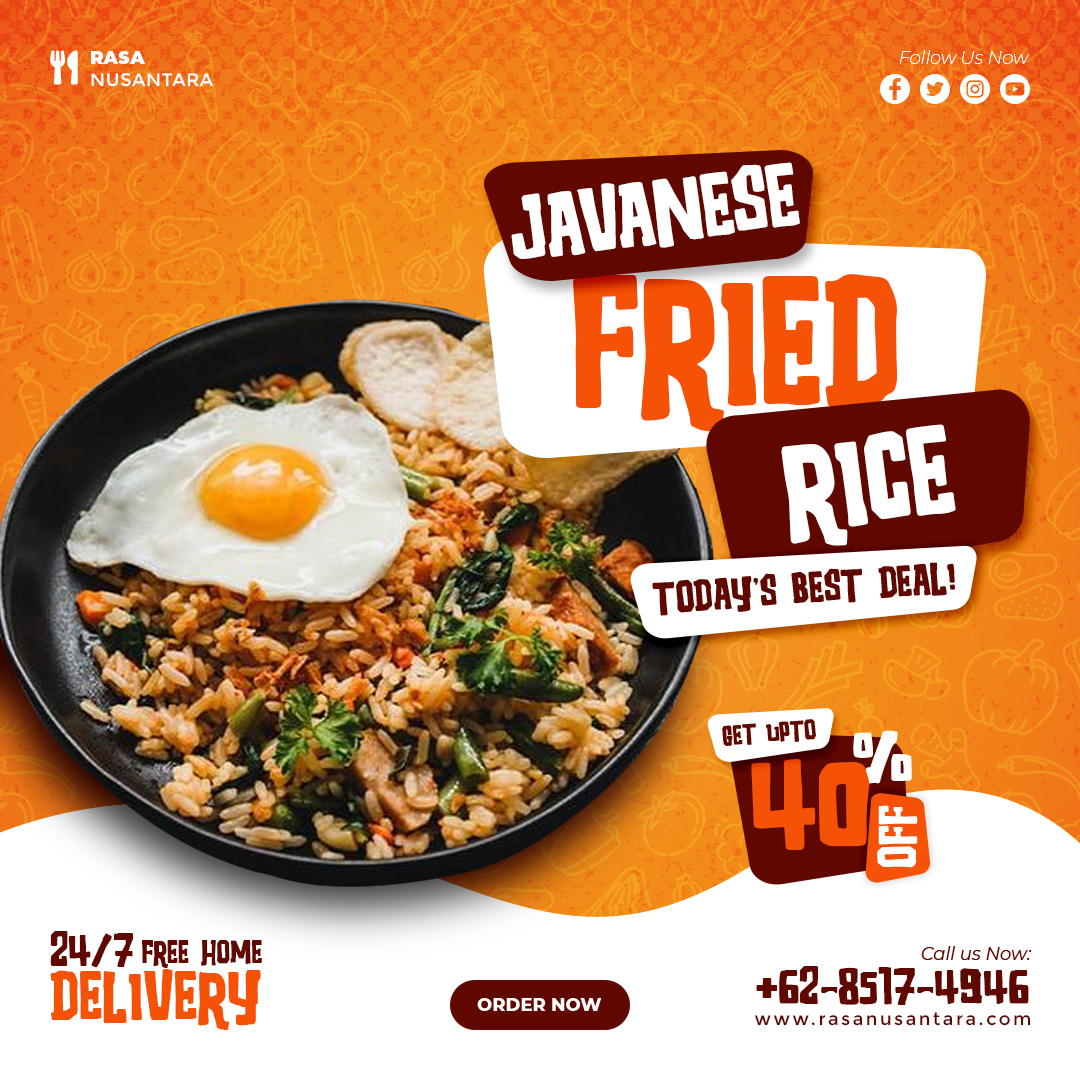 RASA
NUSANTARA
Follow Us Now
JAVANESE
FRIED
RICE
TODAY'S BEST DEAL!
GET UPTO
40%
OFF
24/7 FREE HOME
DELIVERY
ORDER NOW
Call us Now:
+62-8517-4946
www.rasanusantara.com